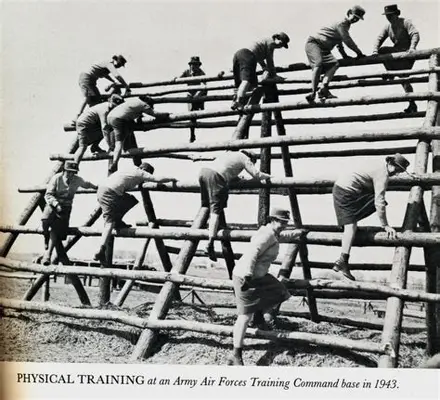 PHYSICAL TRAINING at an Army Air Forces Training Command base in 1943.